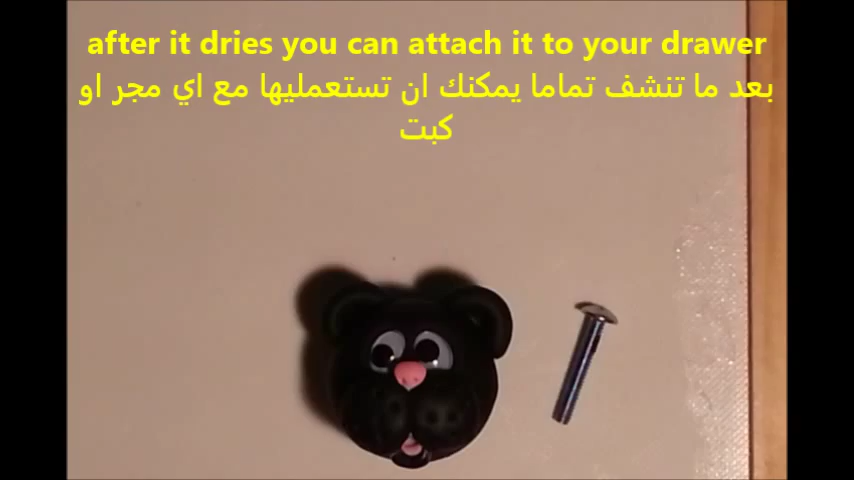 after it dries you can attach it to your drawer
بعد ما تنشف تماما يمكنك ان تستعمليها مع اي مجر او
كبت